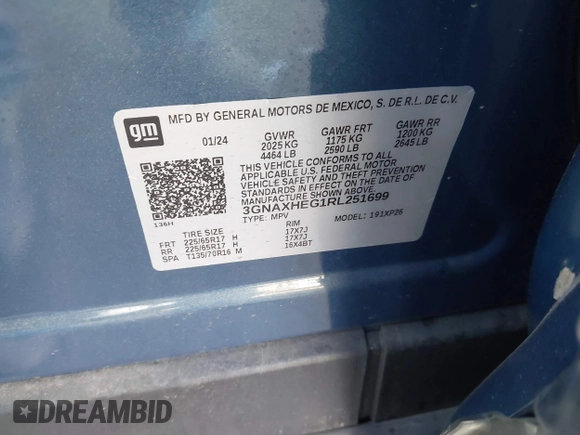 gm
MFD BY GENERAL MOTORS DE MEXICO, S. DE R.L. DE C.V.
01/24 GVWR GAWR FRT GAWR RR
2025 KG 1175 KG 1200 KG
4464 LB 2590 LB 2645 LB
THIS VEHICLE CONFORMS TO ALL
APPLICABLE U.S. FEDERAL MOTOR
VEHICLE SAFETY AND THEFT PREVENTION
STANDARDS IN EFFECT ON THE DATE OF
MANUFACTURE SHOWN ABOVE.
3GNAXHEG1RL251699
TYPE: MPV MODEL: 191XP26
136H
TIRE SIZE RIM
FRT 225/65R17 H 17X7J
RR 225/65R17 H 17X7J
SPA T135/70R16 M 16X4BT
DREAMBID